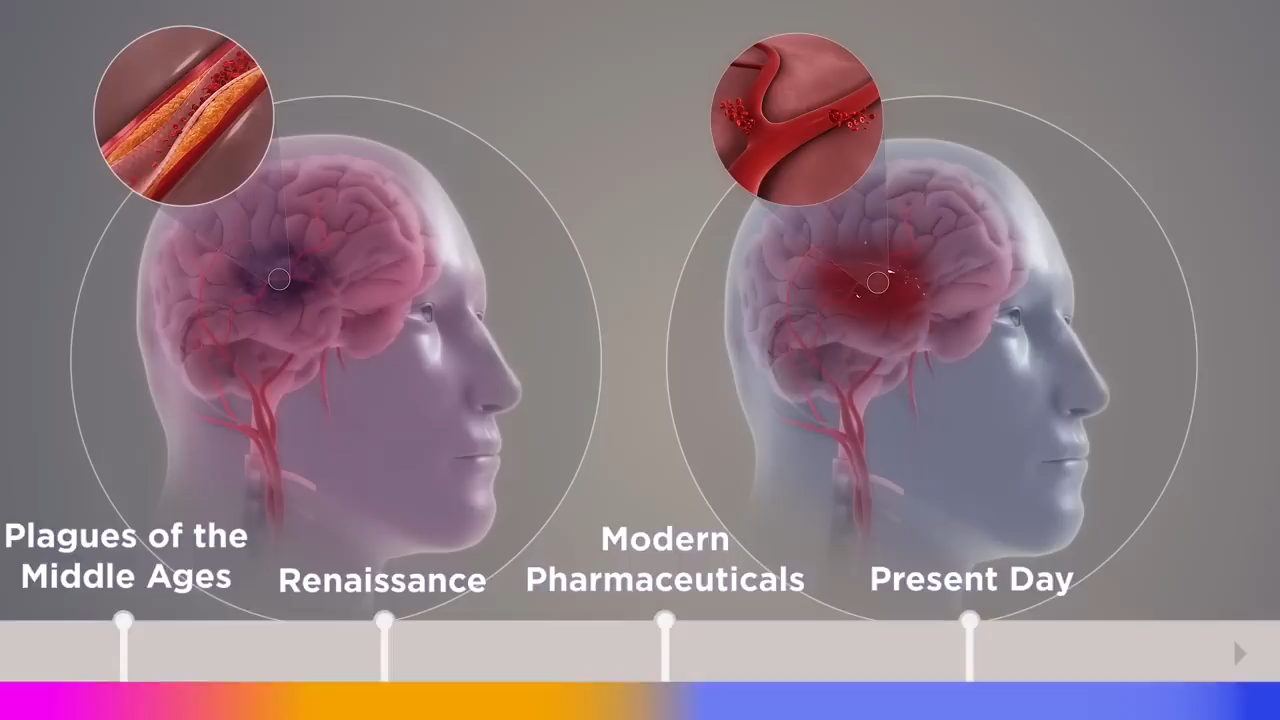 Plagues of the
Middle Ages
Renaissance
Modern
Pharmaceuticals
Present Day